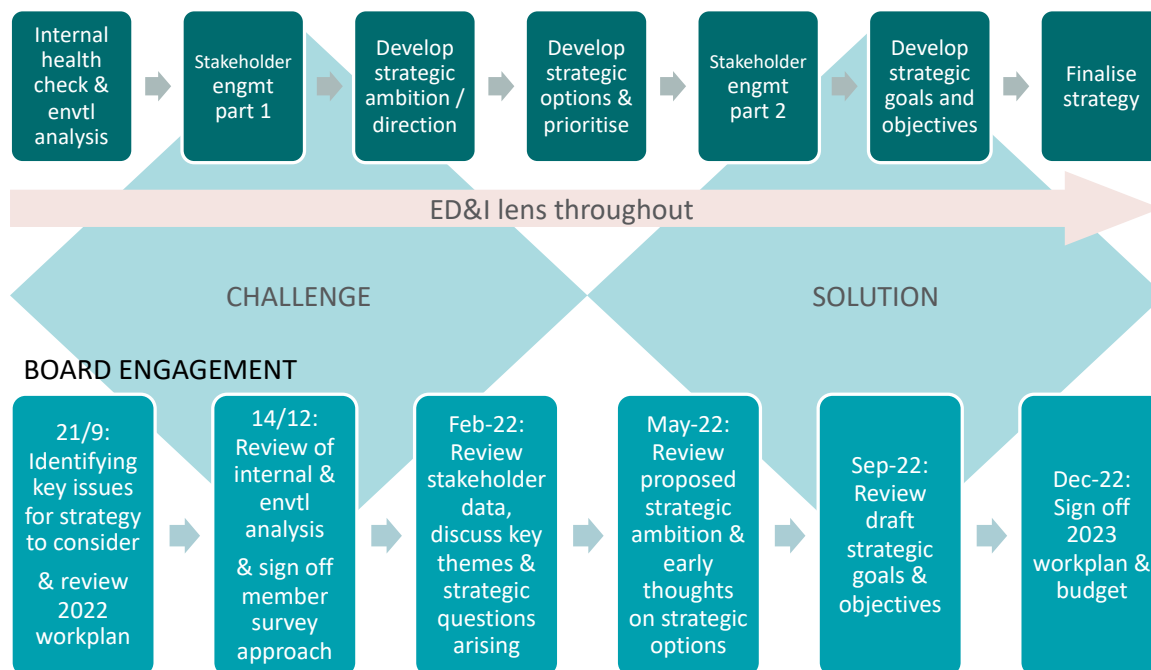 Internal
health
check &
envtl
analysis
Stakeholder
engmt
part 1
Develop
strategic
ambition /
direction
Develop
strategic
options &
prioritise
Stakeholder
engmt
part 2
Develop
strategic
goals and
objectives
Finalise
strategy
ED&I lens throughout
CHALLENGE
SOLUTION
BOARD ENGAGEMENT
21/9:
Identifying
key issues
for strategy
to consider
& review
2022
workplan
14/12:
Review of
internal &
envtl
analysis
& sign off
member
survey
approach
Feb-22:
Review
stakeholder
data,
discuss key
themes &
strategic
questions
arising
May-22:
Review
proposed
strategic
ambition &
early
thoughts
on strategic
options
Sep-22:
Review
draft
strategic
goals &
objectives
Dec-22:
Sign off
2023
workplan &
budget